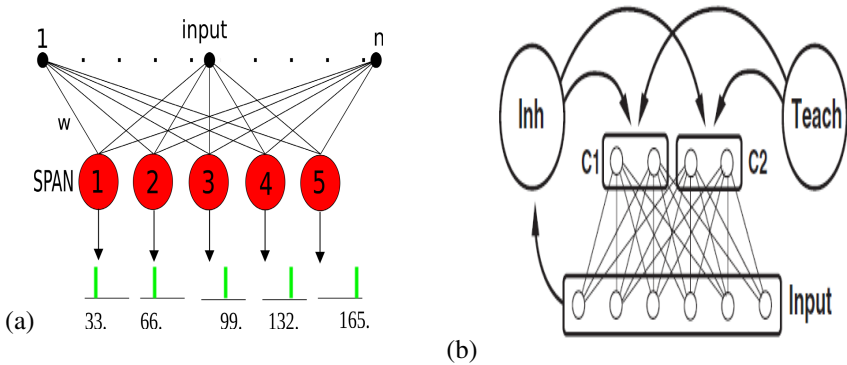 1 input n
w
SPAN 1 2 3 4 5
33. 66. 99. 132. 165.
(a)
Inh Teach
C1 C2
Input
(b)